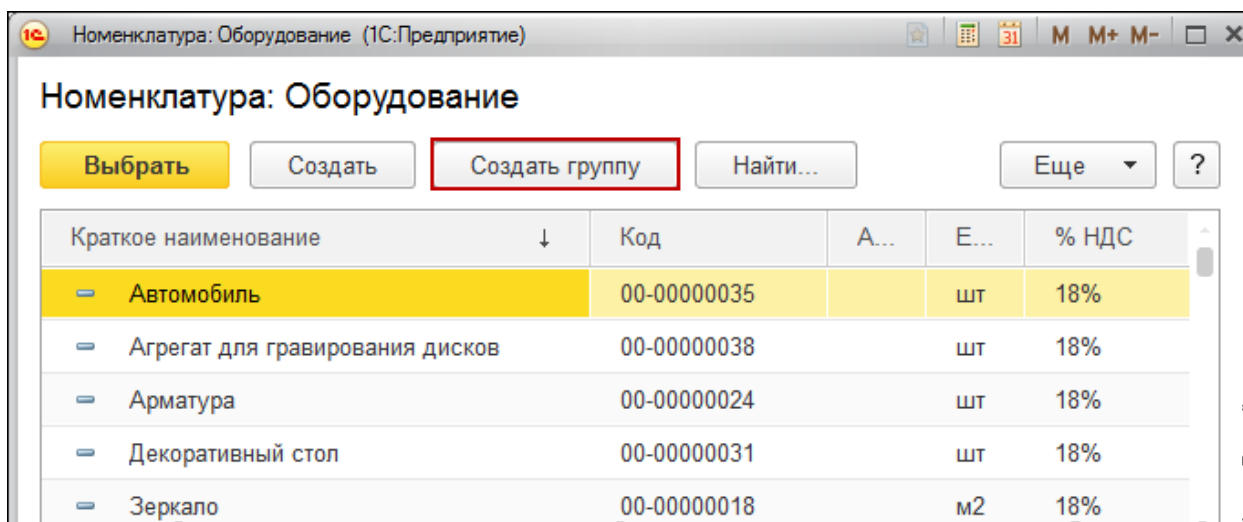 1С Номенклатура: Оборудование (1С:Предприятие) 31 M M+ M-
Номенклатура: Оборудование
Выбрать Создать Создать группу Найти... Еще ?
Краткое наименование ↓ Код А... Е... % НДС
Автомобиль 00-00000035 шт 18%
Агрегат для гравирования дисков 00-00000038 шт 18%
Арматура 00-00000024 шт 18%
Декоративный стол 00-00000031 шт 18%
Зеркало 00-00000018 м2 18%